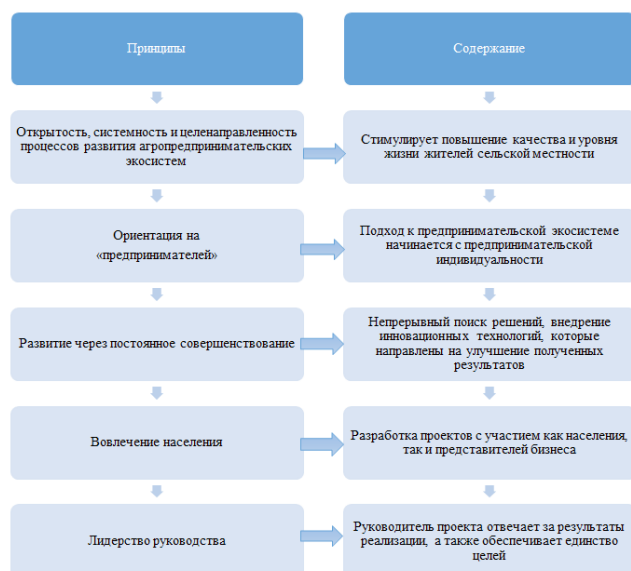 Принципы
Содержание
Открытость, системность и целенаправленность
процессов развития агропредпринимательских
экосистем
Стимулирует повышение качества и уровня
жизни жителей сельской местности
Ориентация на
«предпринимателей»
Подход к предпринимательской экосистеме
начинается с предпринимательской
индивидуальности
Развитие через постоянное совершенствование
Непрерывный поиск решений, внедрение
инновационных технологий, которые
направлены на улучшение полученных
результатов
Вовлечение населения
Разработка проектов с участием как населения,
так и представителей бизнеса
Лидерство руководства
Руководитель проекта отвечает за результаты
реализации, а также обеспечивает единство
целей